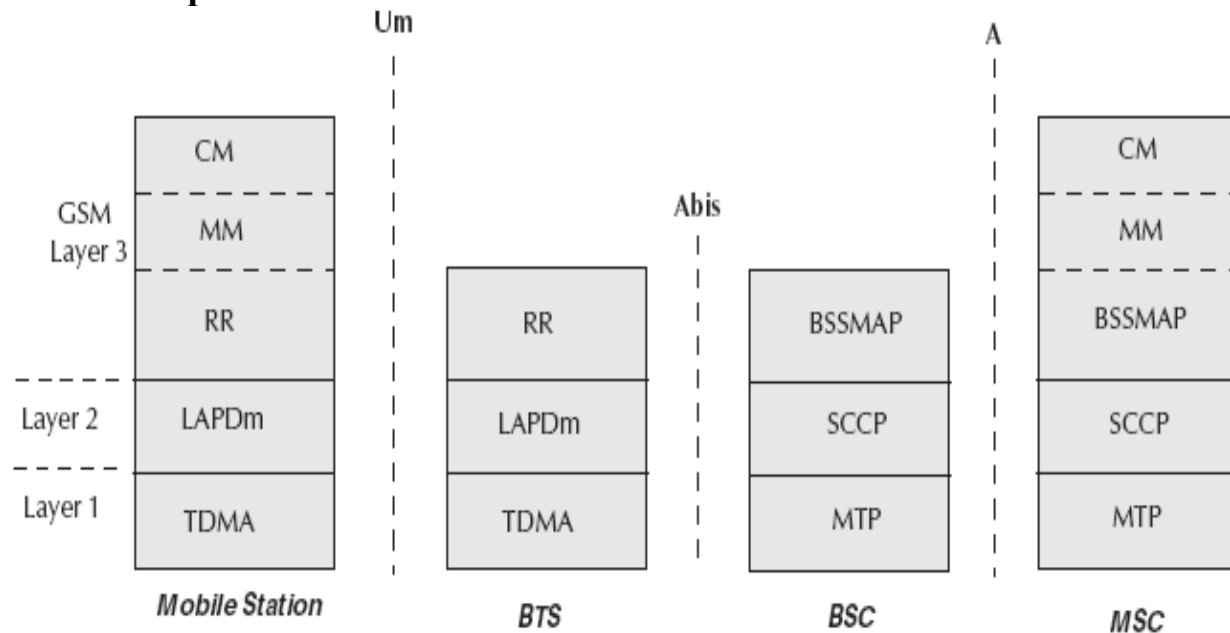 Um
A
Abis
GSM
Layer 3
Layer 2
Layer 1
CM
MM
RR
LAPDm
TDMA
Mobile Station
RR
LAPDm
TDMA
BTS
BSSMAP
SCCP
MTP
BSC
CM
MM
BSSMAP
SCCP
MTP
MSC